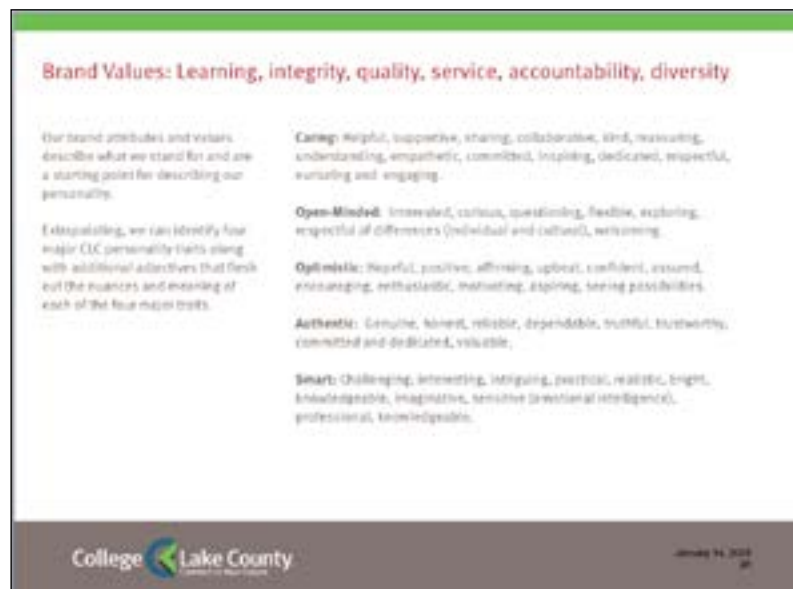 Brand Values: Learning, integrity, quality, service, accountability, diversity
Our brand attributes and values
describe what we stand for and are
a starting point for describing our
personality.
Extrapolating, we can identify four
major CLC personality traits along
with additional adjectives that flesh
out the nuances and meaning of
each of the four major traits.
Caring: Helpful, supportive, sharing, collaborative, kind, reassuring,
understanding, empathetic, committed, inspiring, dedicated, respectful,
nurturing and engaging.
Open-Minded: Interested, curious, questioning, flexible, exploring,
respectful of differences (individual and cultural), welcoming.
Optimistic: Hopeful, positive, affirming, upbeat, confident, assured,
encouraging, enthusiastic, motivating, aspiring, seeing possibilities.
Authentic: Genuine, honest, reliable, dependable, truthful, trustworthy,
committed and dedicated, valuable.
Smart: Challenging, interesting, intriguing, practical, realistic, bright,
knowledgeable, imaginative, sensitive (emotional intelligence),
professional, knowledgeable.
College Lake County
January